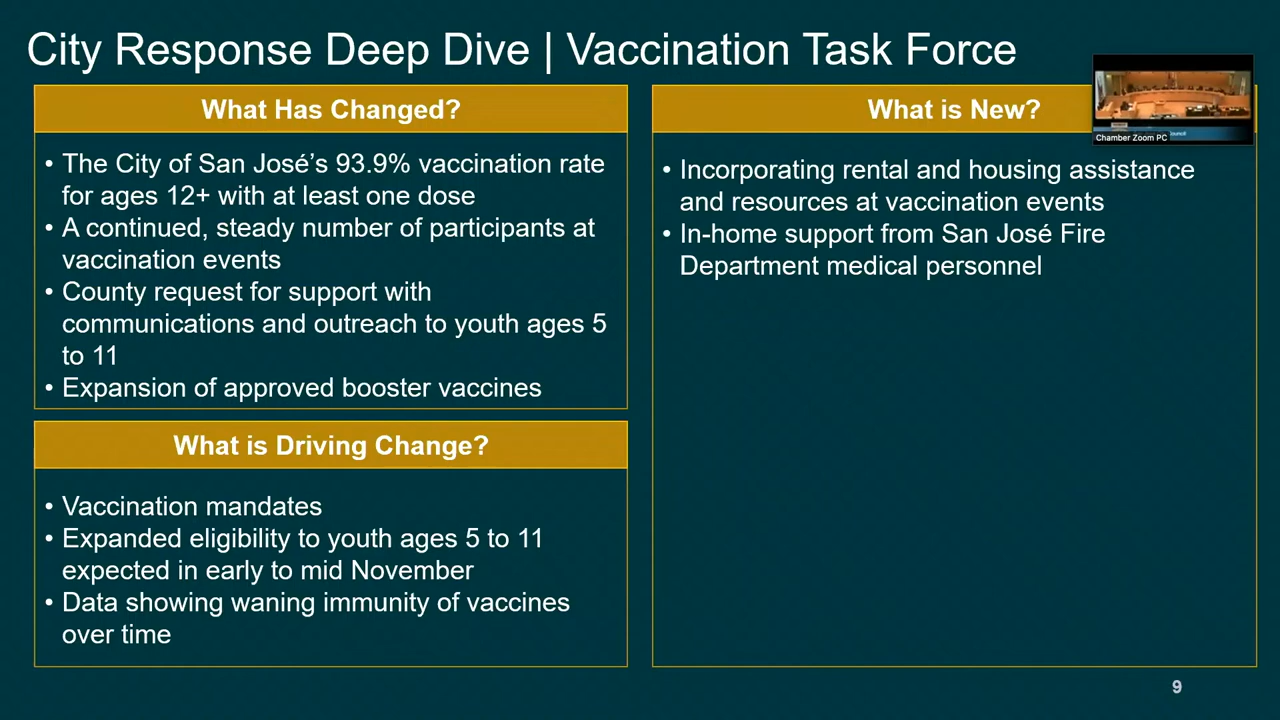 City Response Deep Dive | Vaccination Task Force
What Has Changed?
• The City of San José’s 93.9% vaccination rate
for ages 12+ with at least one dose
• A continued, steady number of participants at
vaccination events
• County request for support with
communications and outreach to youth ages 5
to 11
• Expansion of approved booster vaccines
What is Driving Change?
• Vaccination mandates
• Expanded eligibility to youth ages 5 to 11
expected in early to mid November
• Data showing waning immunity of vaccines
over time
What is New?
• Incorporating rental and housing assistance
and resources at vaccination events
• In-home support from San José Fire
Department medical personnel
Council
Chamber Zoom PC
9